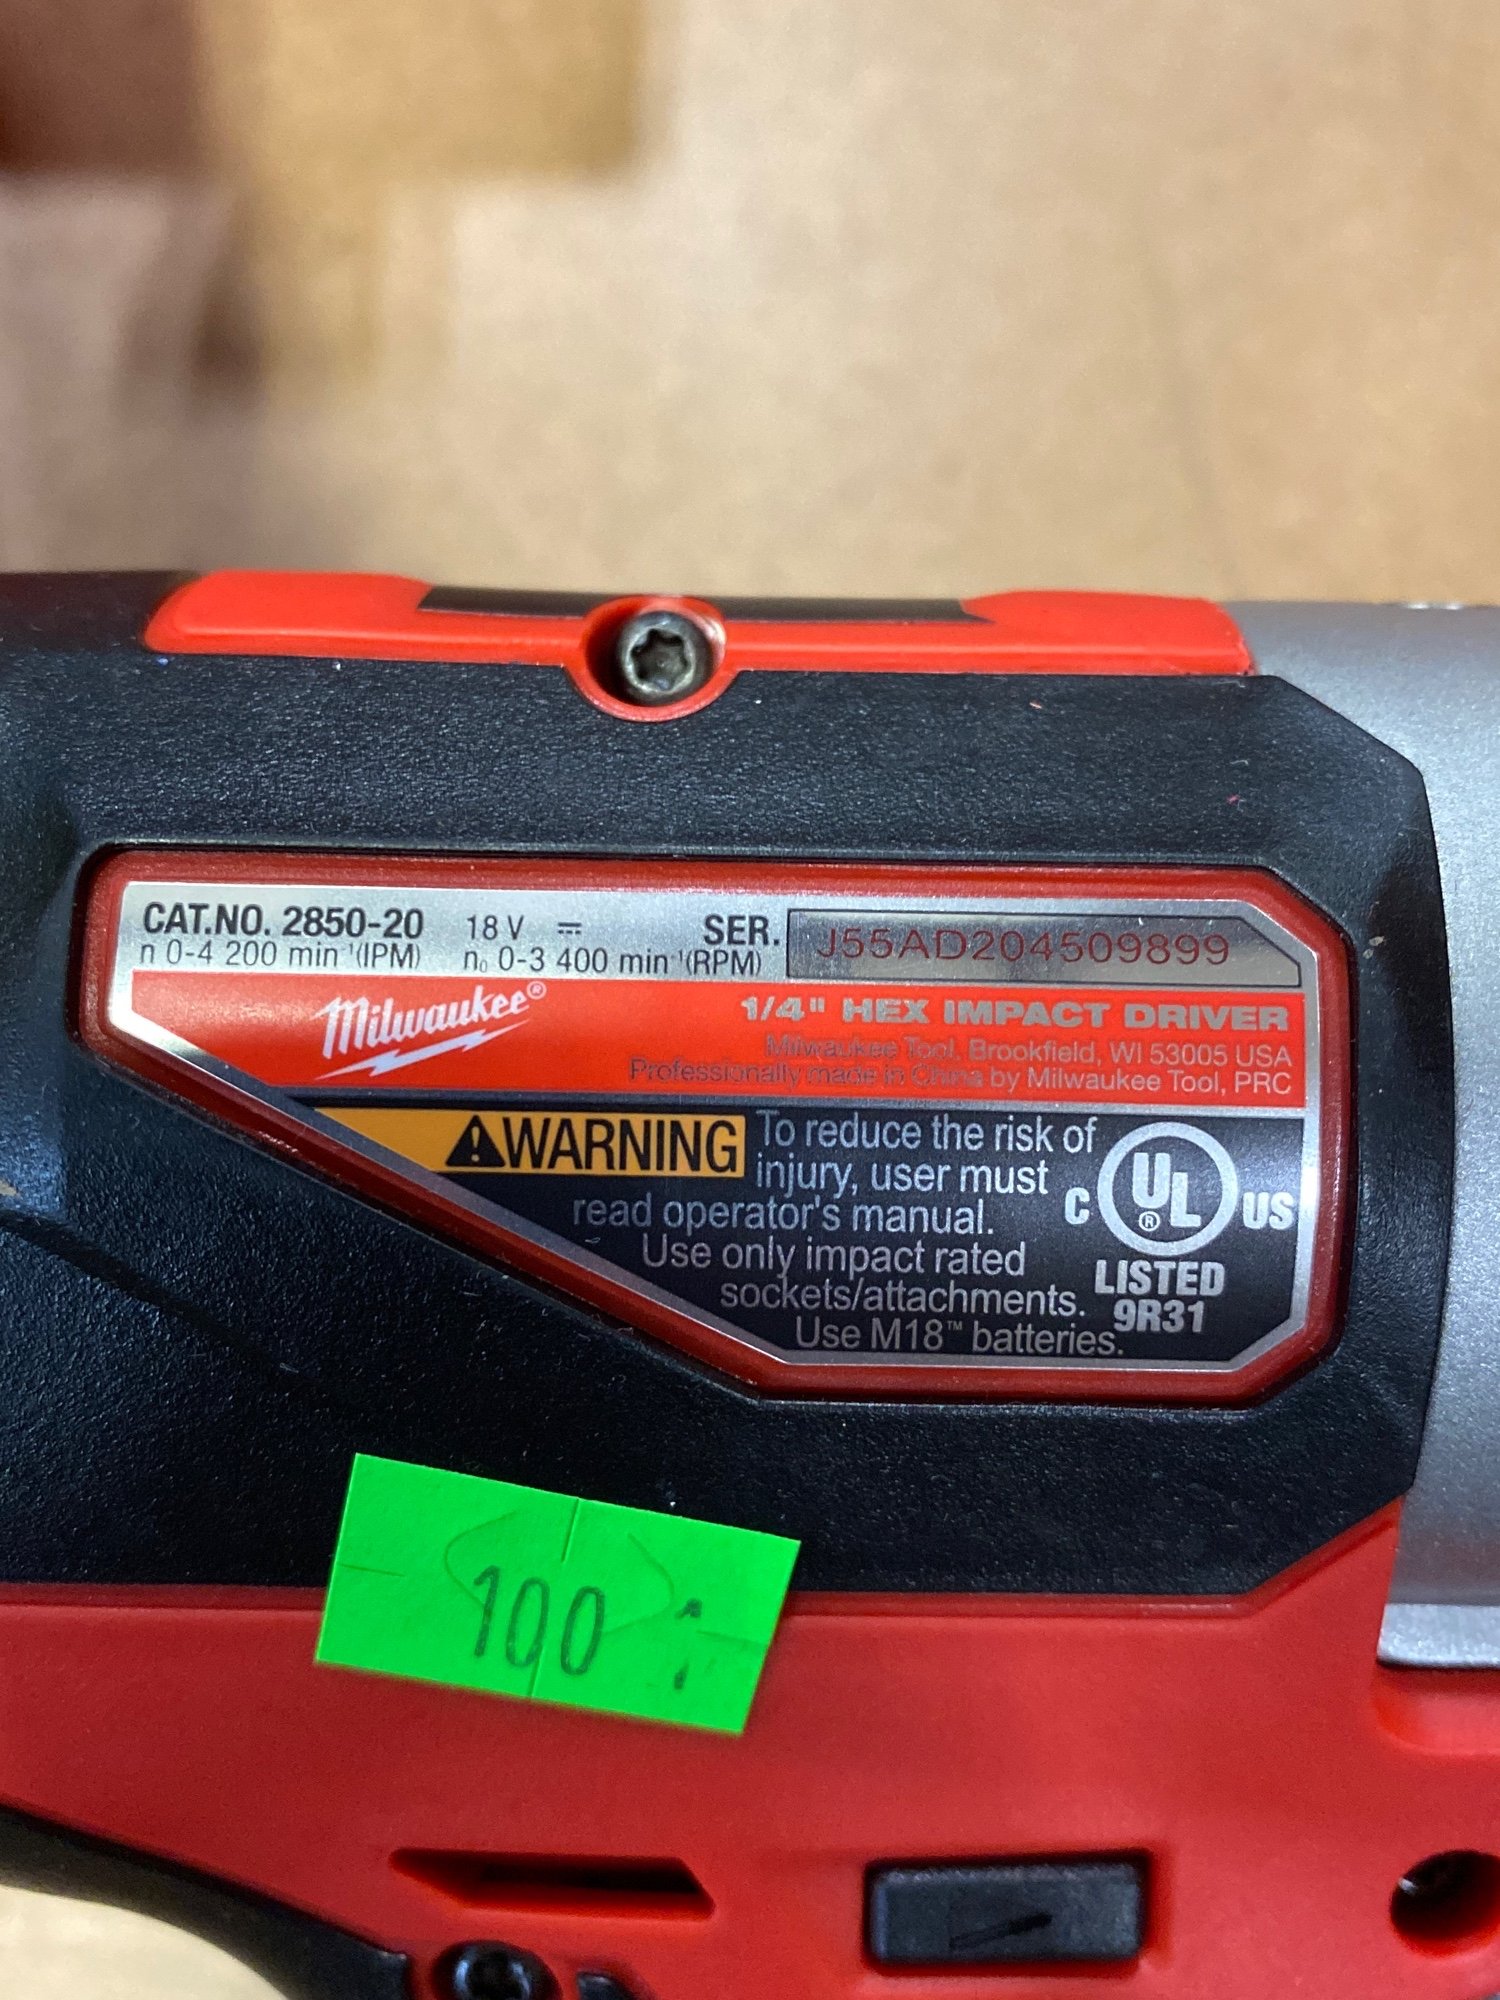 CAT.NO. 2850-20 18 V ⎓ SER. J55AD204509899
n 0-4 200 min⁻¹(IPM) n₀ 0-3 400 min⁻¹(RPM)
Milwaukee®
1/4" HEX IMPACT DRIVER
Milwaukee Tool, Brookfield, WI 53005 USA
Professionally made in China by Milwaukee Tool, PRC
WARNING To reduce the risk of
injury, user must
read operator's manual.
Use only impact rated
sockets/attachments.
Use M18™ batteries.
C UL® US
LISTED
9R31
100